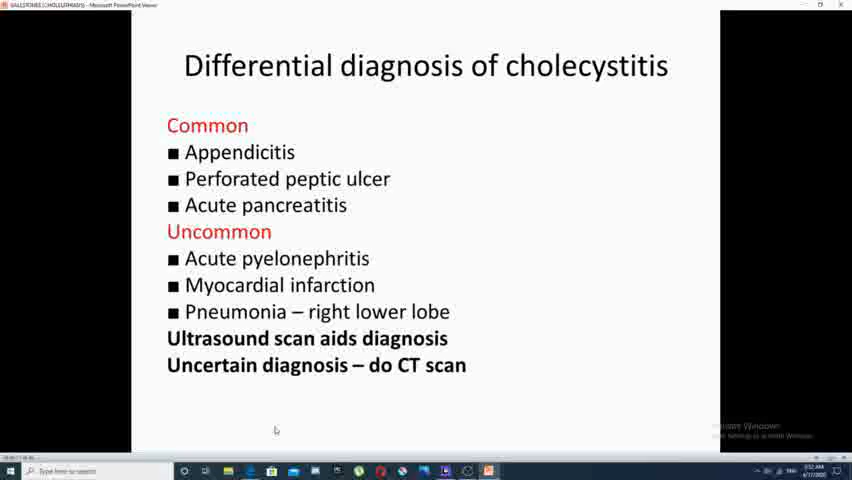 GALLSTONES (CHOLELITHIASIS) - Microsoft PowerPoint Viewer
Differential diagnosis of cholecystitis
Common
■ Appendicitis
■ Perforated peptic ulcer
■ Acute pancreatitis
Uncommon
■ Acute pyelonephritis
■ Myocardial infarction
■ Pneumonia – right lower lobe
Ultrasound scan aids diagnosis
Uncertain diagnosis – do CT scan
Activate Windows
Go to Settings to activate Windows.
Type here to search
ENG